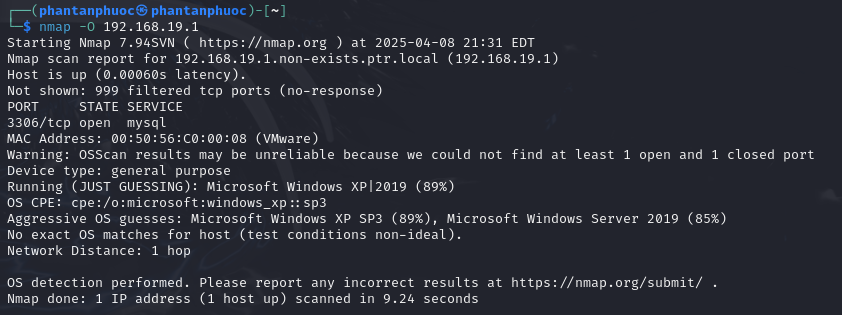 ┌──(phantanphuoc㉿phantanphuoc)-[~]
└─$ nmap -O 192.168.19.1
Starting Nmap 7.94SVN ( https://nmap.org ) at 2025-04-08 21:31 EDT
Nmap scan report for 192.168.19.1.non-exists.ptr.local (192.168.19.1)
Host is up (0.00060s latency).
Not shown: 999 filtered tcp ports (no-response)
PORT     STATE SERVICE
3306/tcp open  mysql
MAC Address: 00:50:56:C0:00:08 (VMware)
Warning: OSScan results may be unreliable because we could not find at least 1 open and 1 closed port
Device type: general purpose
Running (JUST GUESSING): Microsoft Windows XP|2019 (89%)
OS CPE: cpe:/o:microsoft:windows_xp::sp3
Aggressive OS guesses: Microsoft Windows XP SP3 (89%), Microsoft Windows Server 2019 (85%)
No exact OS matches for host (test conditions non-ideal).
Network Distance: 1 hop

OS detection performed. Please report any incorrect results at https://nmap.org/submit/ .
Nmap done: 1 IP address (1 host up) scanned in 9.24 seconds